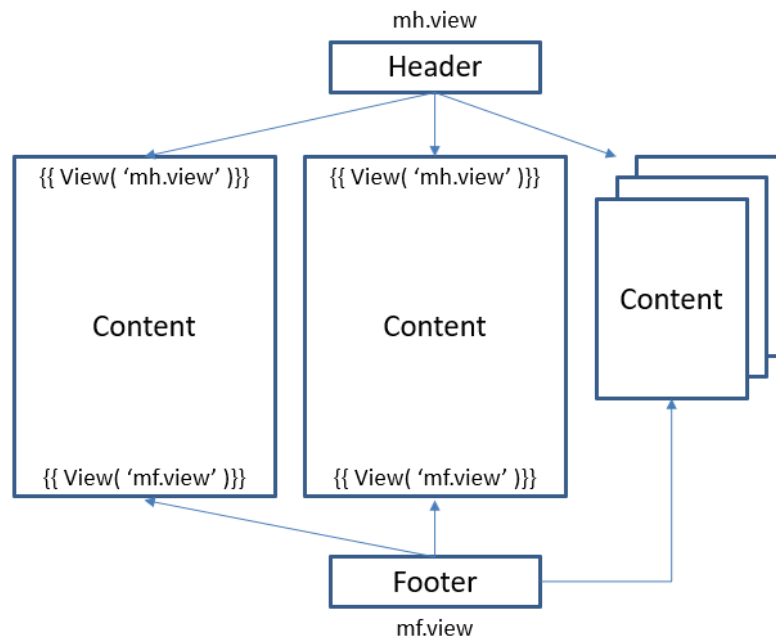 mh.view
Header
{{ View( ‘mh.view’ )}}
{{ View( ‘mh.view’ )}}
Content
Content
Content
{{ View( ‘mf.view’ )}}
{{ View( ‘mf.view’ )}}
Footer
mf.view